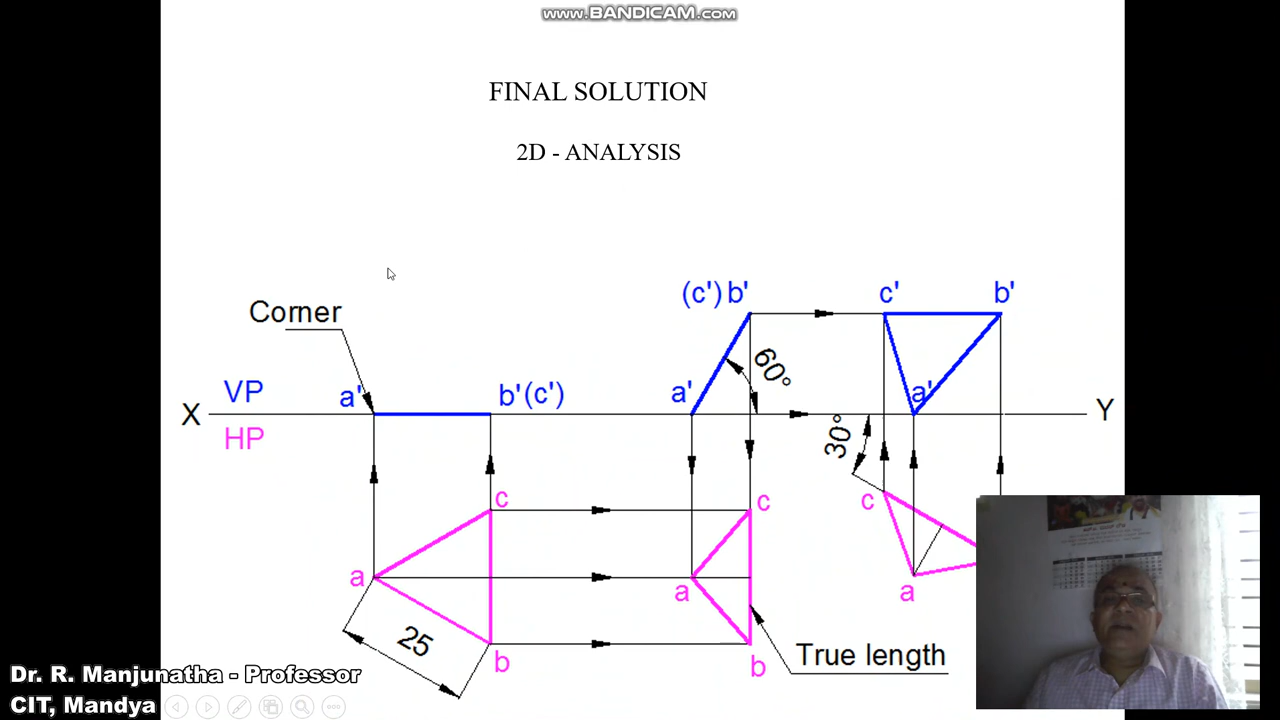 www.BANDICAM.com
FINAL SOLUTION
2D - ANALYSIS
(c') b'
c'
b'
Corner
60°
VP
a'
b'(c')
a'
a'
X
Y
HP
30°
c
c
c
a
a
a
25
b
b
True length
Dr. R. Manjunatha - Professor
CIT, Mandya